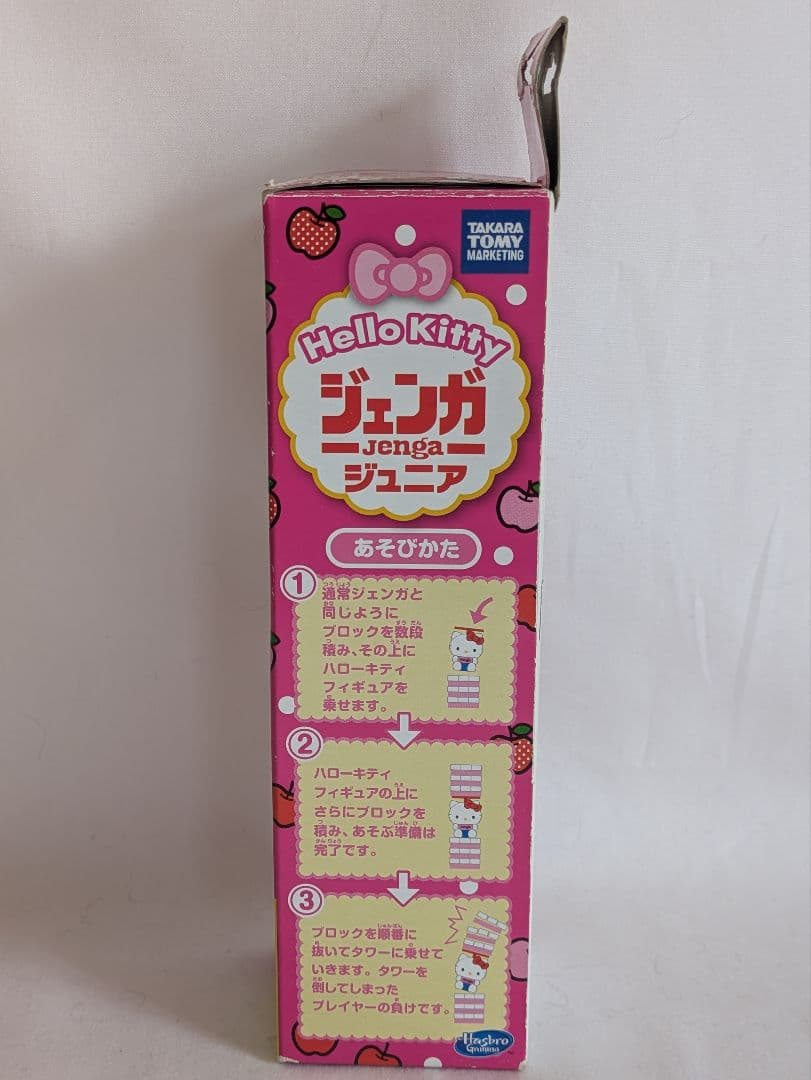 TAKARA
TOMY
MARKETING
Hello Kitty
ジェンガ
Jenga
ジュニア
あそびかた
1
通常ジェンガと
同じように
ブロックを数段
積み、その上に
ハローキティ
フィギュアを
乗せます。
2
ハローキティ
フィギュアの上に
さらにブロックを
積み、あそぶ準備は
完了です。
3
ブロックを順番に
抜いてタワーに乗せて
いきます。タワーを
倒してしまった
プレイヤーの負けです。
Hasbro
Gaming